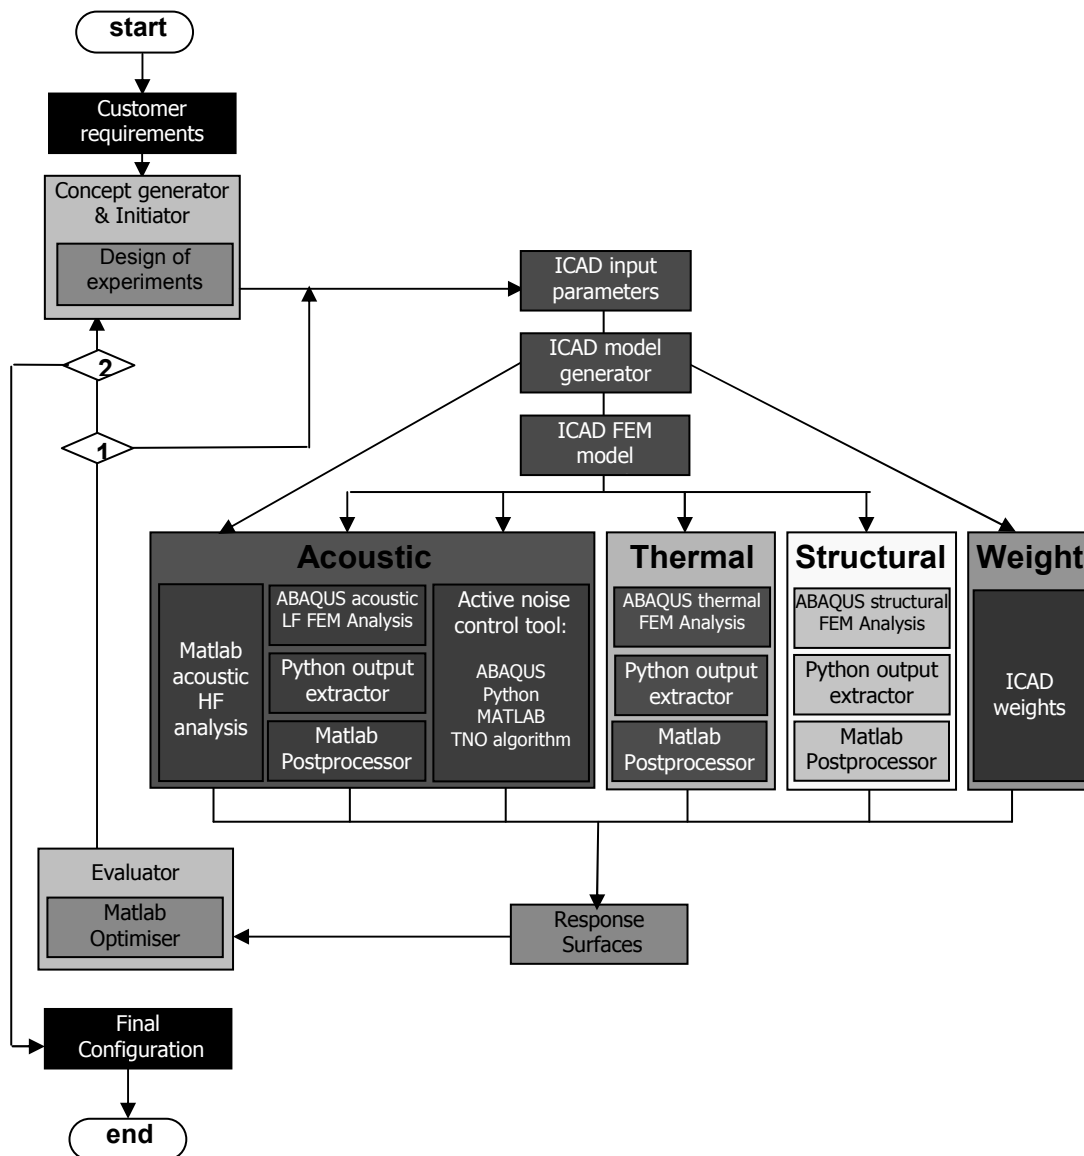 start
Customer
requirements
Concept generator
& Initiator
Design of
experiments
ICAD input
parameters
ICAD model
generator
ICAD FEM
model
2
1
Acoustic
Matlab
acoustic
HF
analysis
ABAQUS acoustic
LF FEM Analysis
Python output
extractor
Matlab
Postprocessor
Active noise
control tool:
ABAQUS
Python
MATLAB
TNO algorithm
Thermal
ABAQUS thermal
FEM Analysis
Python output
extractor
Matlab
Postprocessor
Structural
ABAQUS structural
FEM Analysis
Python output
extractor
Matlab
Postprocessor
Weight
ICAD
weights
Evaluator
Matlab
Optimiser
Response
Surfaces
Final
Configuration
end